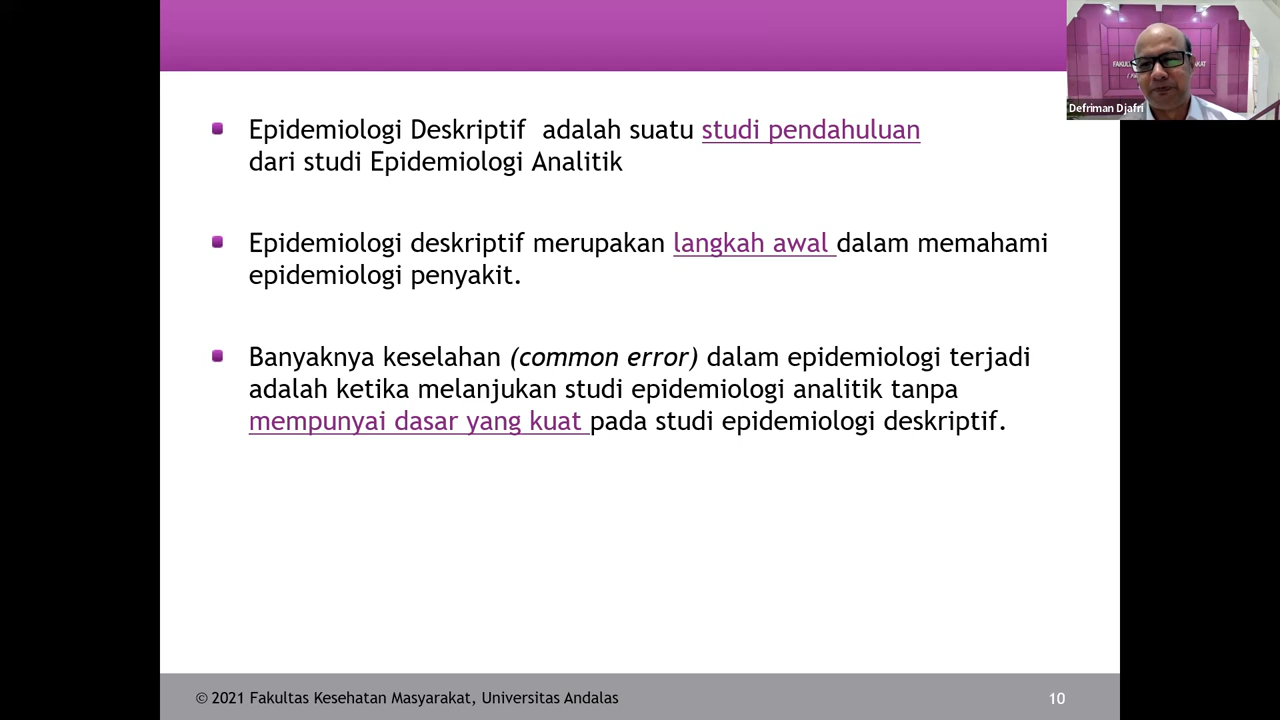 Epidemiologi Deskriptif adalah suatu studi pendahuluan
dari studi Epidemiologi Analitik
Epidemiologi deskriptif merupakan langkah awal dalam memahami
epidemiologi penyakit.
Banyaknya keselahan (common error) dalam epidemiologi terjadi
adalah ketika melanjukan studi epidemiologi analitik tanpa
mempunyai dasar yang kuat pada studi epidemiologi deskriptif.
Defriman Djafri
© 2021 Fakultas Kesehatan Masyarakat, Universitas Andalas
10